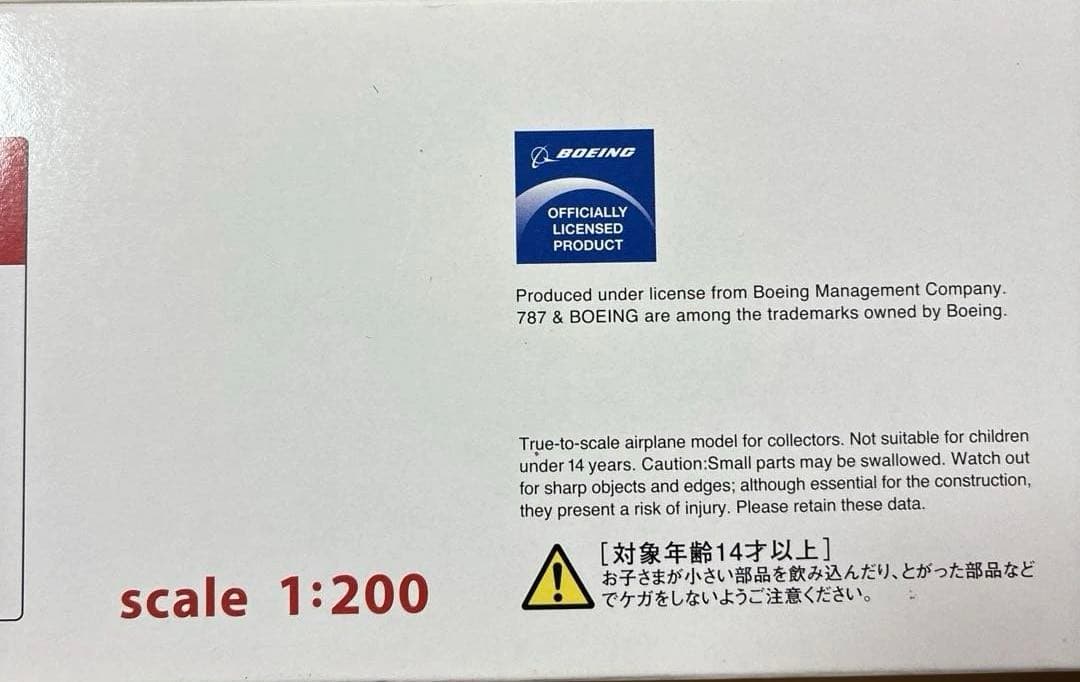 BOEING
OFFICIALLY
LICENSED
PRODUCT
Produced under license from Boeing Management Company.
787 & BOEING are among the trademarks owned by Boeing.
True-to-scale airplane model for collectors. Not suitable for children
under 14 years. Caution:Small parts may be swallowed. Watch out
for sharp objects and edges; although essential for the construction,
they present a risk of injury. Please retain these data.
[対象年齢14才以上]
お子さまが小さい部品を飲み込んだり、とがった部品など
でケガをしないようご注意ください。
scale 1:200